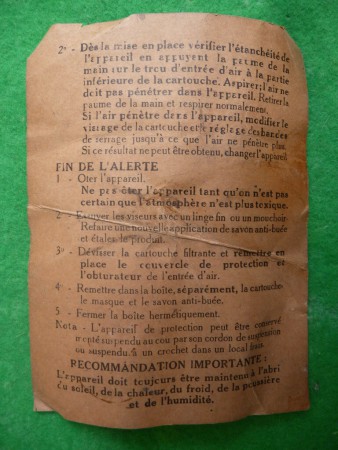 2º - Dès la mise en place vérifier l'étanchéité de
l'appareil en appuyant la paume de la
main sur le trou d'entrée d'air à la partie
inférieure de la cartouche. Aspirer; l'air ne
doit pas pénétrer dans l'appareil. Retirer la
paume de la main et respirer normalement.
Si l'air pénètre dans l'appareil, modifier le
vissage de la cartouche et le réglage des bandes
de serrage jusqu'à ce que l'air ne pénètre plus.
Si ce résultat ne peut être obtenu, changer l'appareil
FIN DE L'ALERTE
1 - Oter l'appareil.
Ne pas ôter l'appareil tant qu'on n'est pas
certain que l'atmosphère n'est plus toxique.
2 - Essuyer les viseurs avec un linge fin ou un mouchoir.
Refaire une nouvelle application de savon anti-buée
et étaler le produit.
3º - Dévisser la cartouche filtrante et remettre en
place le couvercle de protection et
l'obturateur de l'entrée d'air.
4º - Remettre dans la boîte, séparément, la cartouche
le masque et le savon anti-buée.
5 - Fermer la boîte hermétiquement.
Nota - L'appareil de protection peut être conservé
suspendu au cou par son cordon de suspension
ou suspendu à un crochet dans un local frais.
RECOMMANDATION IMPORTANTE :
L'appareil doit toujours être maintenu à l'abri
du soleil, de la chaleur, du froid, de la poussière
et de l'humidité.